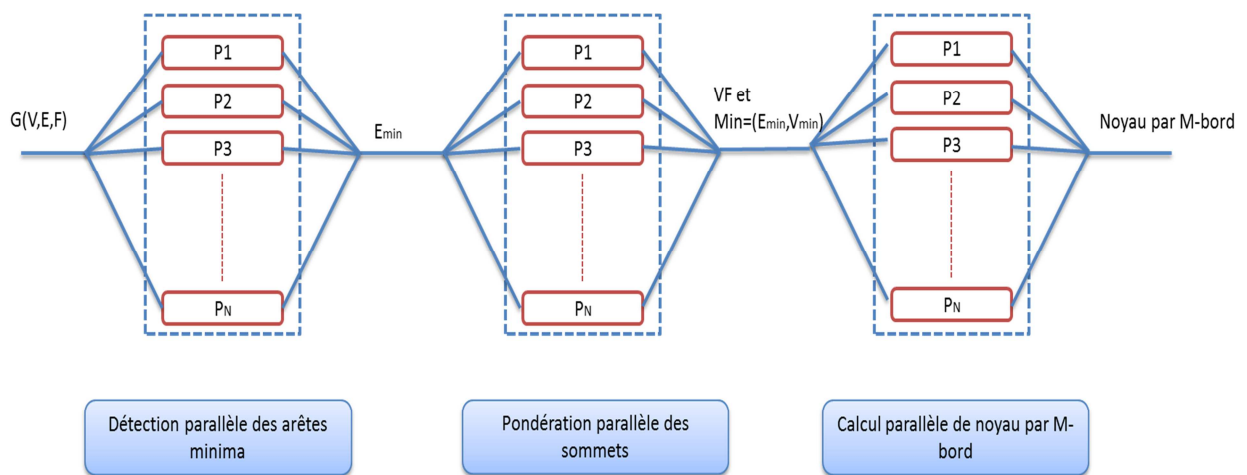 G(V,E,F)
P1
P2
P3
PN
Emin
P1
P2
P3
PN
VF et
Min=(Emin,Vmin)
P1
P2
P3
PN
Noyau par M-bord
Détection parallèle des arêtes
minima
Pondération parallèle des
sommets
Calcul parallèle de noyau par M-
bord